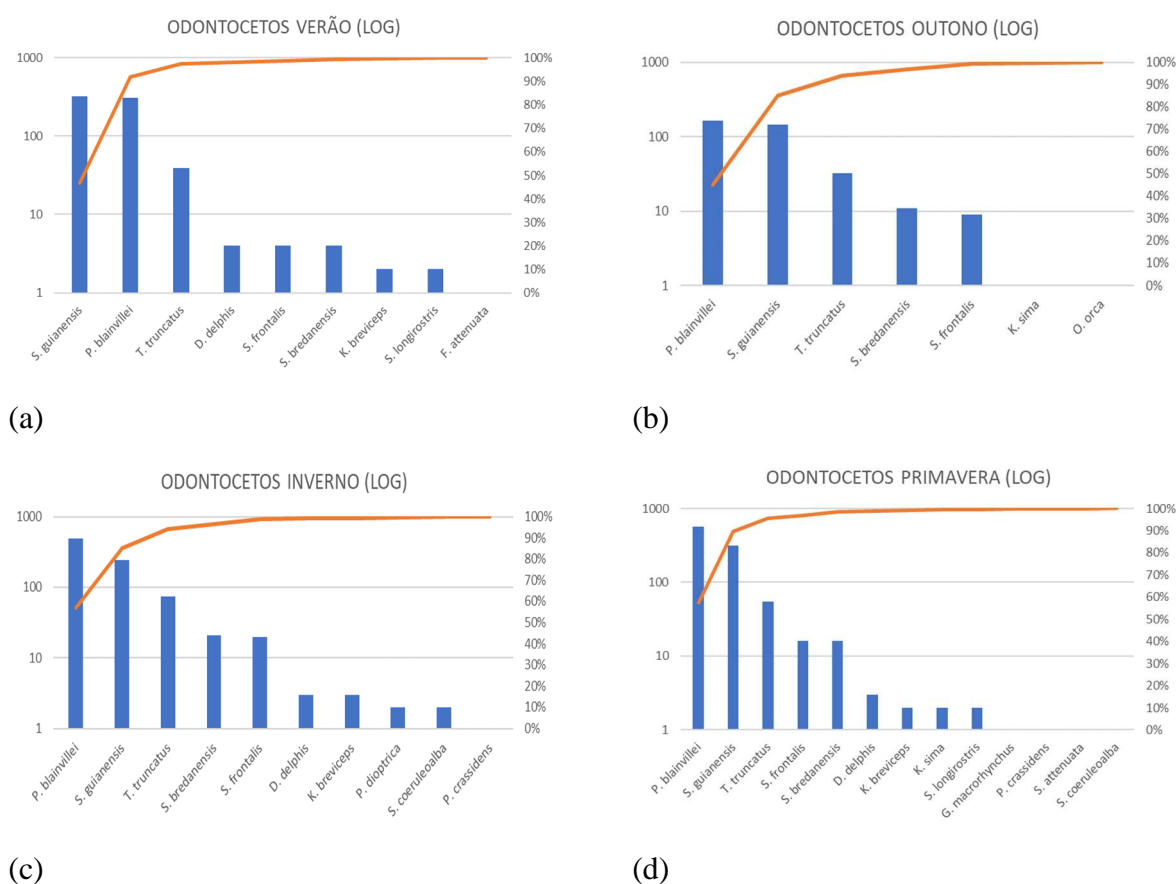 ODONTOCETOS VERÃO (LOG)
1000
100
10
1
100%
90%
80%
70%
60%
50%
40%
30%
20%
10%
0%
S. guianensis
P. blainvillei
T. truncatus
D. delphis
S. frontalis
S. bredanensis
K. breviceps
S. longirostris
F. attenuata
(a)
ODONTOCETOS OUTONO (LOG)
1000
100
10
1
100%
90%
80%
70%
60%
50%
40%
30%
20%
10%
0%
P. blainvillei
S. guianensis
T. truncatus
S. bredanensis
S. frontalis
K. sima
O. orca
(b)
ODONTOCETOS INVERNO (LOG)
1000
100
10
1
100%
90%
80%
70%
60%
50%
40%
30%
20%
10%
0%
P. blainvillei
S. guianensis
T. truncatus
S. bredanensis
S. frontalis
D. delphis
K. breviceps
P. dioptrica
S. coeruleoalba
P. crassidens
(c)
ODONTOCETOS PRIMAVERA (LOG)
1000
100
10
1
100%
90%
80%
70%
60%
50%
40%
30%
20%
10%
0%
P. blainvillei
S. guianensis
T. truncatus
S. frontalis
S. bredanensis
D. delphis
K. breviceps
K. sima
S. longirostris
G. macrorhynchus
P. crassidens
S. attenuata
S. coeruleoalba
(d)